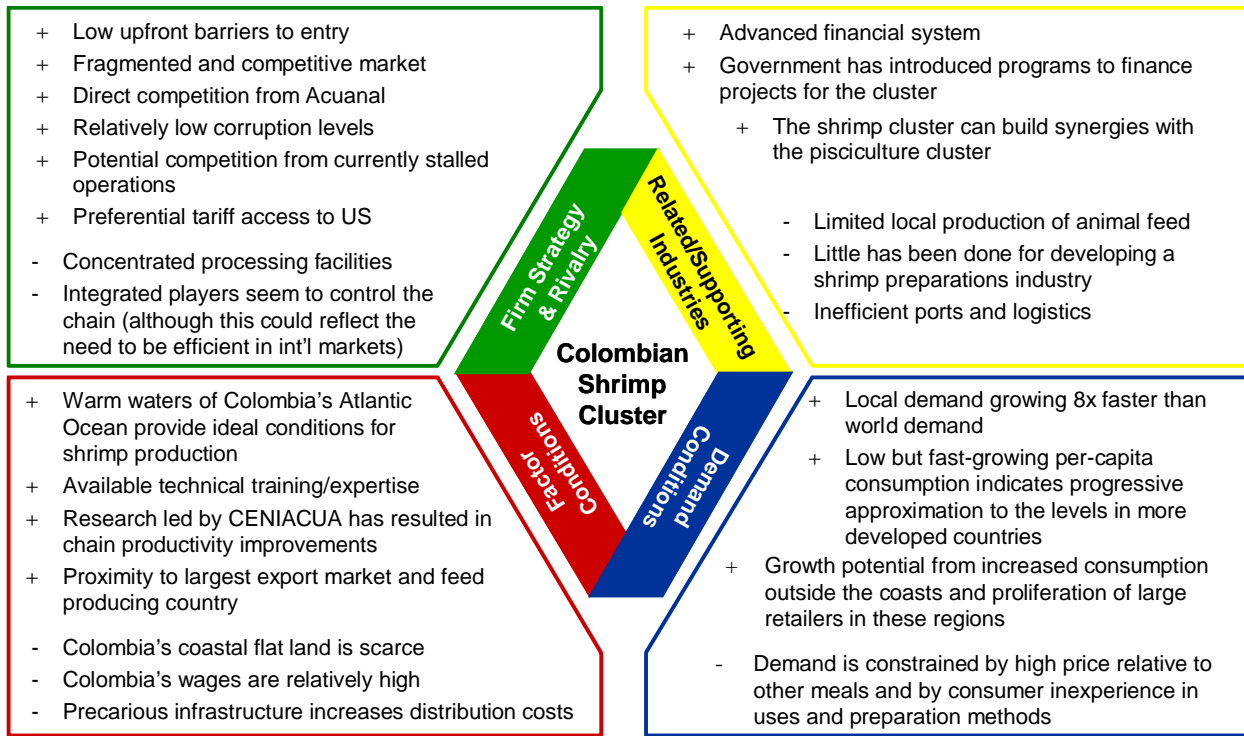 + Low upfront barriers to entry
+ Fragmented and competitive market
+ Direct competition from Acuanal
+ Relatively low corruption levels
+ Potential competition from currently stalled
operations
+ Preferential tariff access to US
- Concentrated processing facilities
- Integrated players seem to control the
chain (although this could reflect the
need to be efficient in int'l markets)
+ Advanced financial system
+ Government has introduced programs to finance
projects for the cluster
+ The shrimp cluster can build synergies with
the pisciculture cluster
- Limited local production of animal feed
- Little has been done for developing a
shrimp preparations industry
- Inefficient ports and logistics
Firm Strategy
& Rivalry
Related/Supporting
Industries
Colombian
Shrimp
Cluster
Factor
Conditions
Demand
Conditions
+ Warm waters of Colombia's Atlantic
Ocean provide ideal conditions for
shrimp production
+ Available technical training/expertise
+ Research led by CENIACUA has resulted in
chain productivity improvements
+ Proximity to largest export market and feed
producing country
- Colombia's coastal flat land is scarce
- Colombia's wages are relatively high
- Precarious infrastructure increases distribution costs
+ Local demand growing 8x faster than
world demand
+ Low but fast-growing per-capita
consumption indicates progressive
approximation to the levels in more
developed countries
+ Growth potential from increased consumption
outside the coasts and proliferation of large
retailers in these regions
- Demand is constrained by high price relative to
other meals and by consumer inexperience in
uses and preparation methods